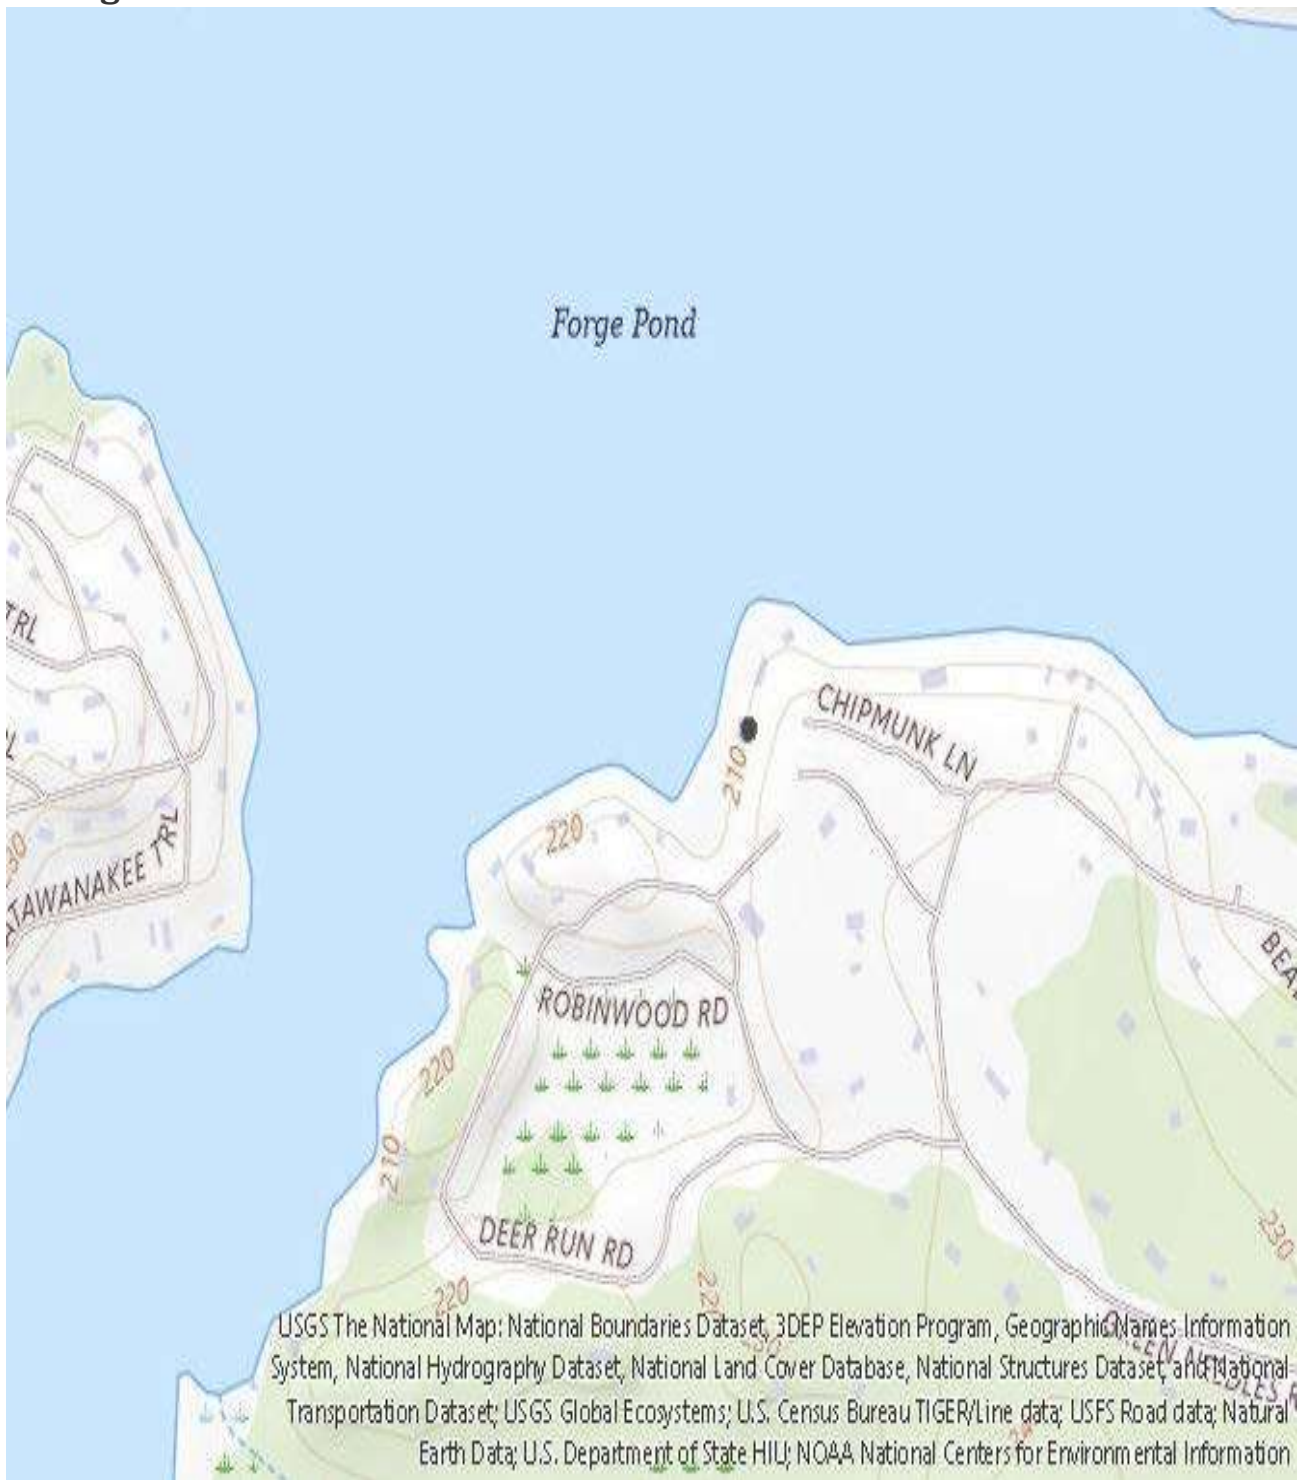 Forge Pond
TRL
CHIPMUNK LN
210
220
TAWANAKEE TRL
ROBINWOOD RD
220
210
DEER RUN RD
230
220
220
USGS The National Map: National Boundaries Dataset, 3DEP Elevation Program, Geographic Names Information
System, National Hydrography Dataset, National Land Cover Database, National Structures Dataset, and National
Transportation Dataset; USGS Global Ecosystems; U.S. Census Bureau TIGER/Line data; USFS Road data; Natural
Earth Data; U.S. Department of State HIU; NOAA National Centers for Environmental Information